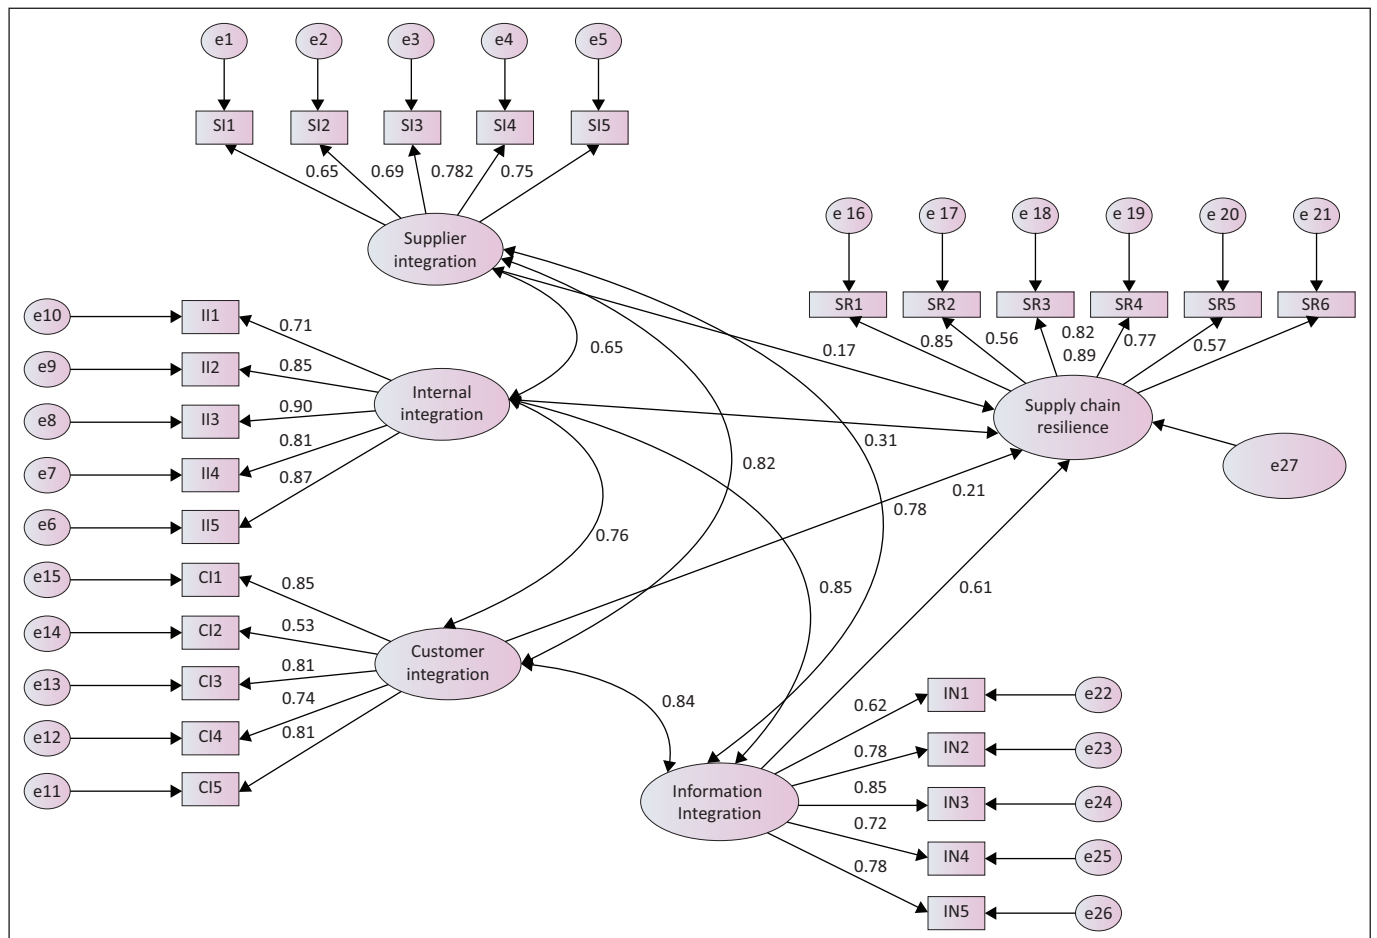 e1
e2
e3
e4
e5
SI1
SI2
SI3
SI4
SI5
0.65
0.69
0.782
0.75
Supplier
integration
e 16
e 17
e 18
e 19
e 20
e 21
SR1
SR2
SR3
SR4
SR5
SR6
0.85
0.56
0.82
0.89
0.77
0.57
Supply chain
resilience
e27
e10
II1
0.71
e9
II2
0.85
e8
II3
0.90
e7
II4
0.81
e6
II5
0.87
Internal
integration
0.65
0.17
0.31
0.82
0.21
0.78
0.76
0.85
0.61
e15
CI1
0.85
e14
CI2
0.53
e13
CI3
0.81
e12
CI4
0.74
e11
CI5
0.81
Customer
integration
0.84
Information
Integration
0.62
IN1
e22
0.78
IN2
e23
0.85
IN3
e24
0.72
IN4
e25
0.78
IN5
e26